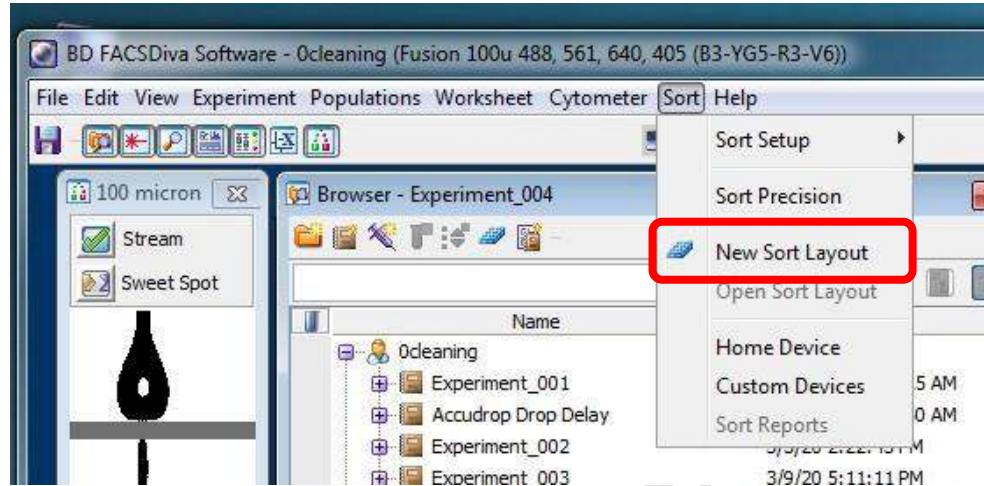 BD FACSDiva Software - 0cleaning (Fusion 100u 488, 561, 640, 405 (B3-YG5-R3-V6))
File Edit View Experiment Populations Worksheet Cytometer Sort Help
Sort Setup
100 micron
Browser - Experiment_004
Sort Precision
Stream
New Sort Layout
Sweet Spot
Open Sort Layout
Name
0cleaning
Home Device
Experiment_001
Custom Devices
5 AM
Accudrop Drop Delay
Sort Reports
0 AM
Experiment_002
Experiment_003
3/9/20 5:11:11 PM